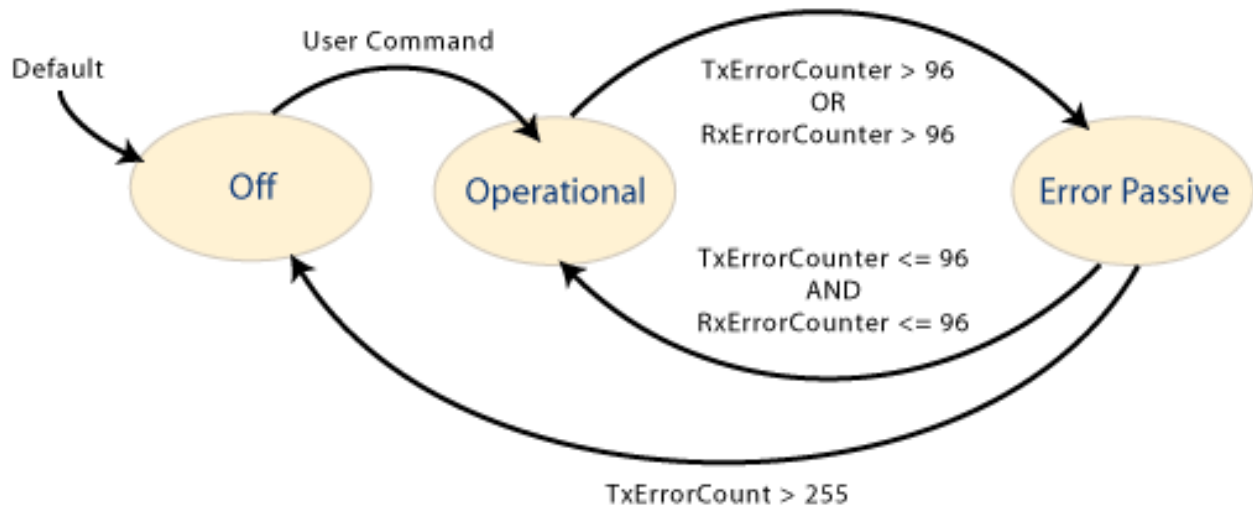 Default
User Command
TxErrorCounter > 96
OR
RxErrorCounter > 96
Off
Operational
Error Passive
TxErrorCounter <= 96
AND
RxErrorCounter <= 96
TxErrorCount > 255